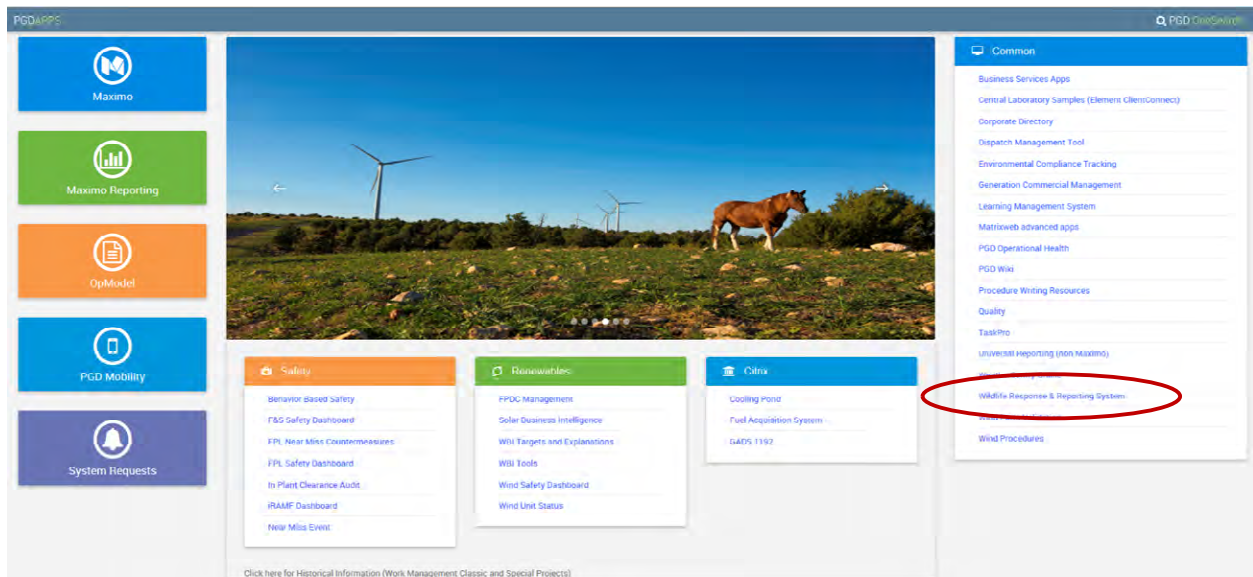 PGDAPPS
PGD OneSearch
Maximo
Maximo Reporting
OpModel
PGD Mobility
System Requests
Safety
Behavior Based Safety
F&S Safety Dashboard
FPL Near Miss Countermeasures
FPL Safety Dashboard
In Plant Clearance Audit
iRAMF Dashboard
Near Miss Event
Renewables
FPDC Management
Solar Business Intelligence
WBI Targets and Explanations
WBI Tools
Wind Safety Dashboard
Wind Unit Status
Citrix
Cooling Pond
Fuel Acquisition System
GADS 1192
Click here for Historical Information (Work Management Classic and Special Projects)
Common
Business Services Apps
Central Laboratory Samples (Element ClientConnect)
Corporate Directory
Dispatch Management Tool
Environmental Compliance Tracking
Generation Commercial Management
Learning Management System
Matrixweb advanced apps
PGD Operational Health
PGD Wiki
Procedure Writing Resources
Quality
TaskPro
Universal Reporting (non Maximo)
Wildlife Response & Reporting System
Wind Procedures